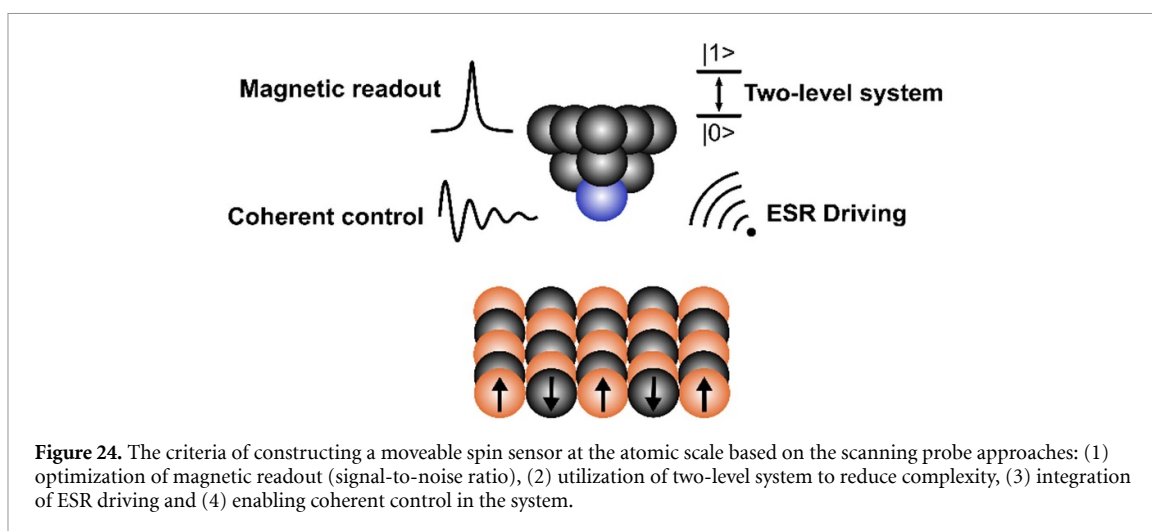 Magnetic readout
|1>
Two-level system
|0>
Coherent control
ESR Driving
Figure 24. The criteria of constructing a moveable spin sensor at the atomic scale based on the scanning probe approaches: (1)
optimization of magnetic readout (signal-to-noise ratio), (2) utilization of two-level system to reduce complexity, (3) integration
of ESR driving and (4) enabling coherent control in the system.